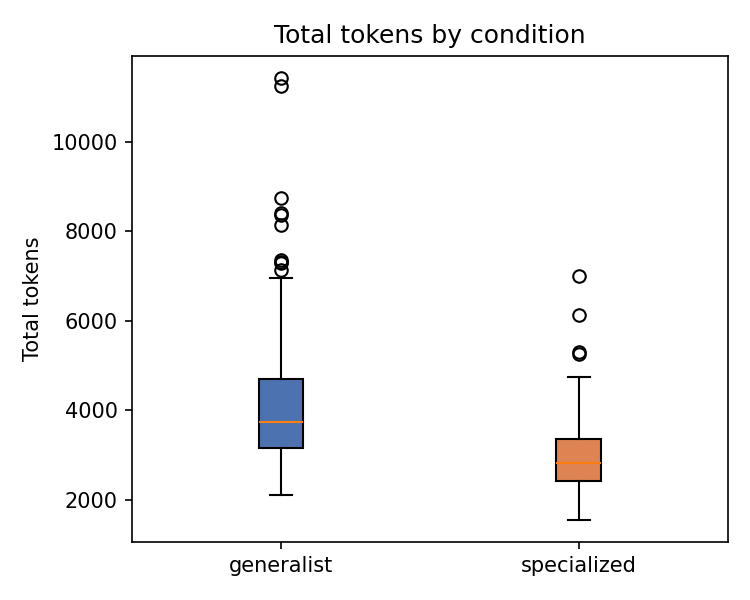 Total tokens by condition
Total tokens
10000
8000
6000
4000
2000
generalist
specialized